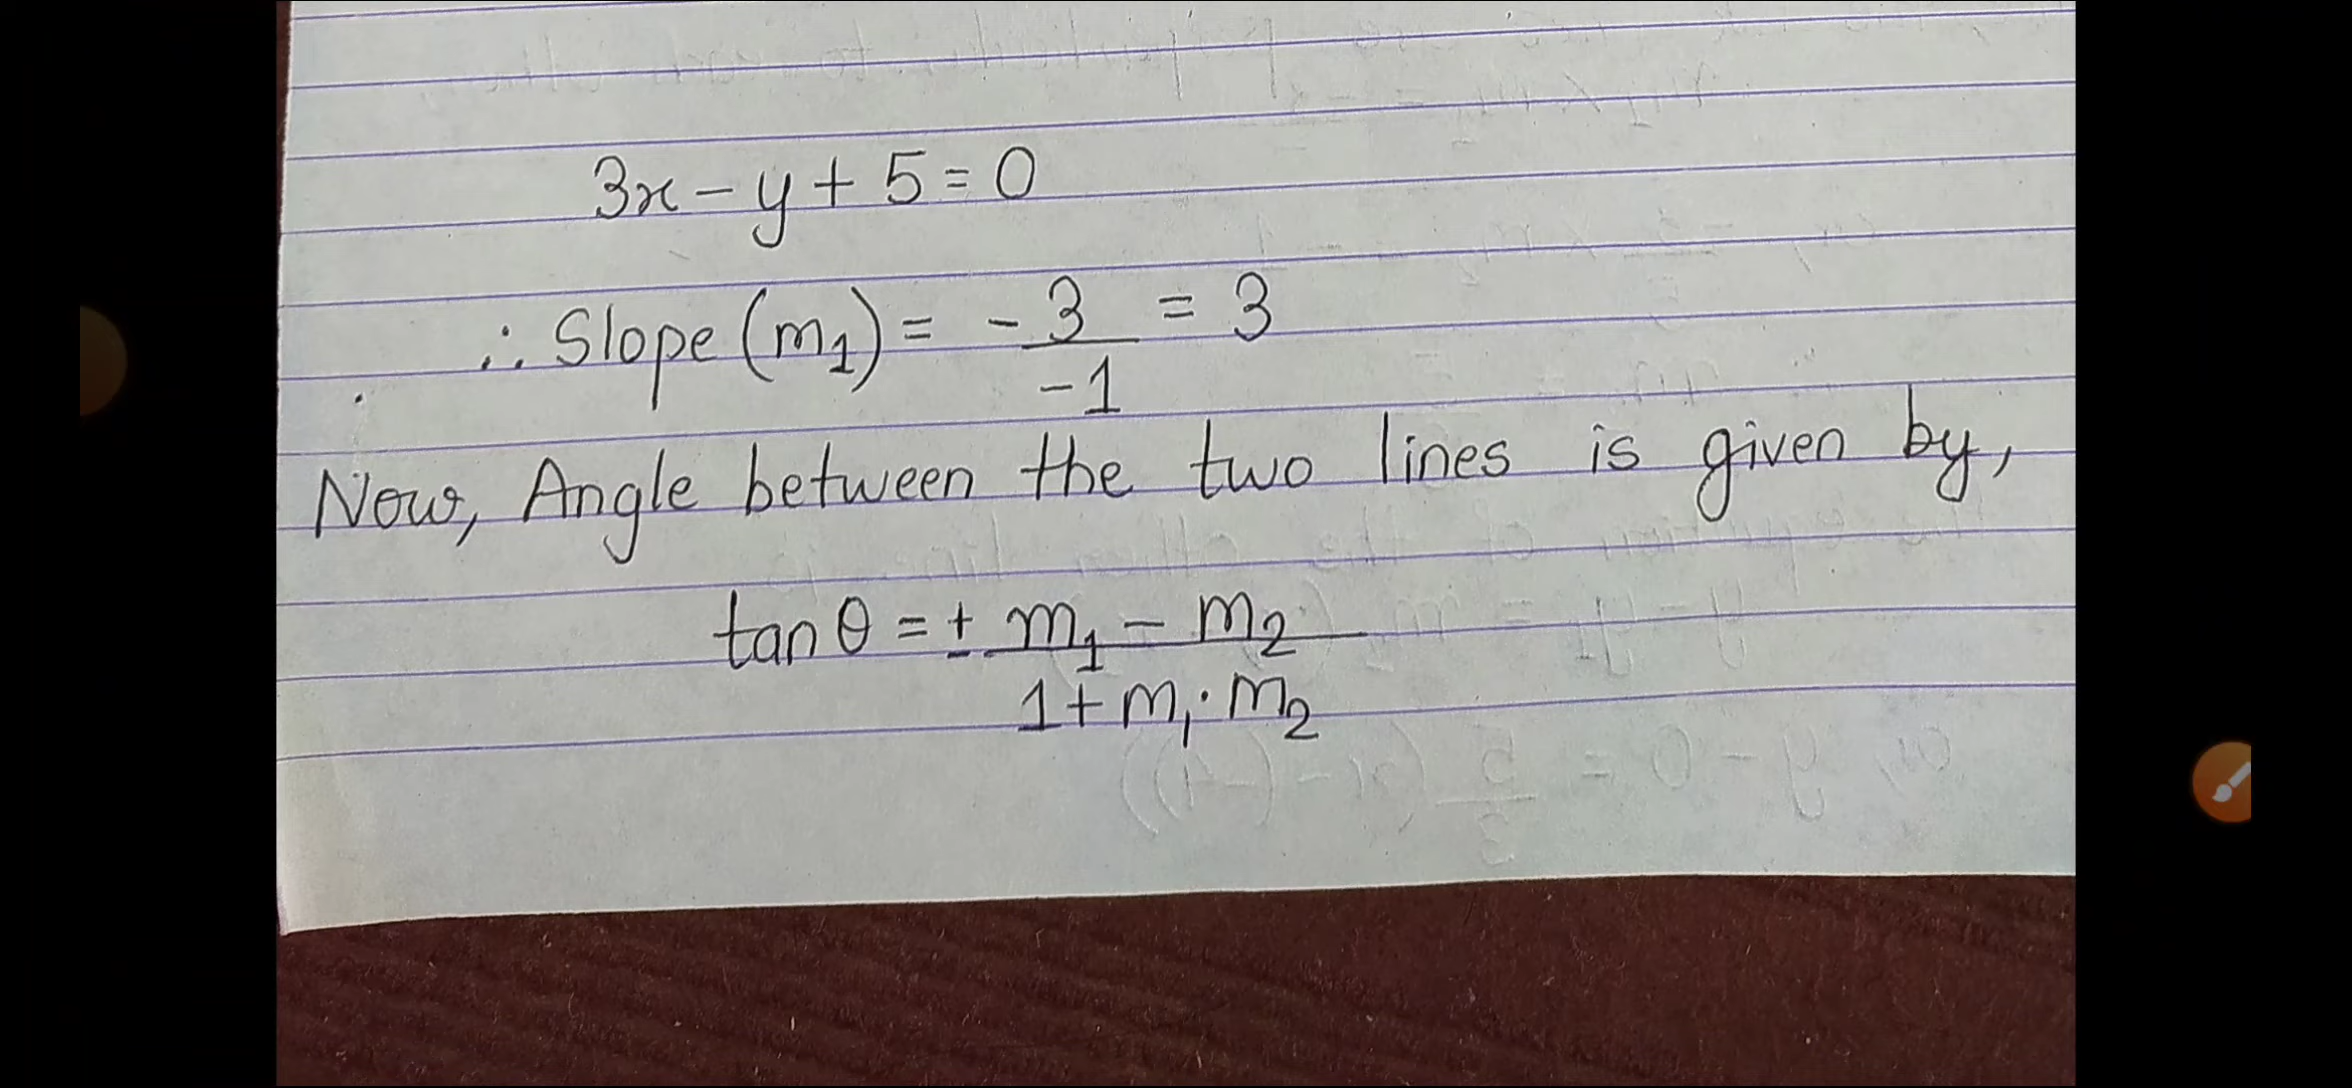 3x - y + 5 = 0
∴ Slope (m₁) = - 3/-1 = 3
Now, Angle between the two lines is given by,
tan θ = ± m₁ - m₂ / 1 + m₁ · m₂